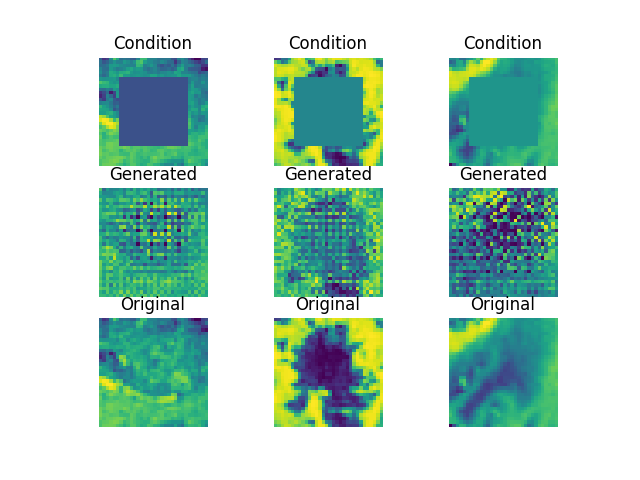 Condition Condition Condition
Generated Generated Generated
Original Original Original